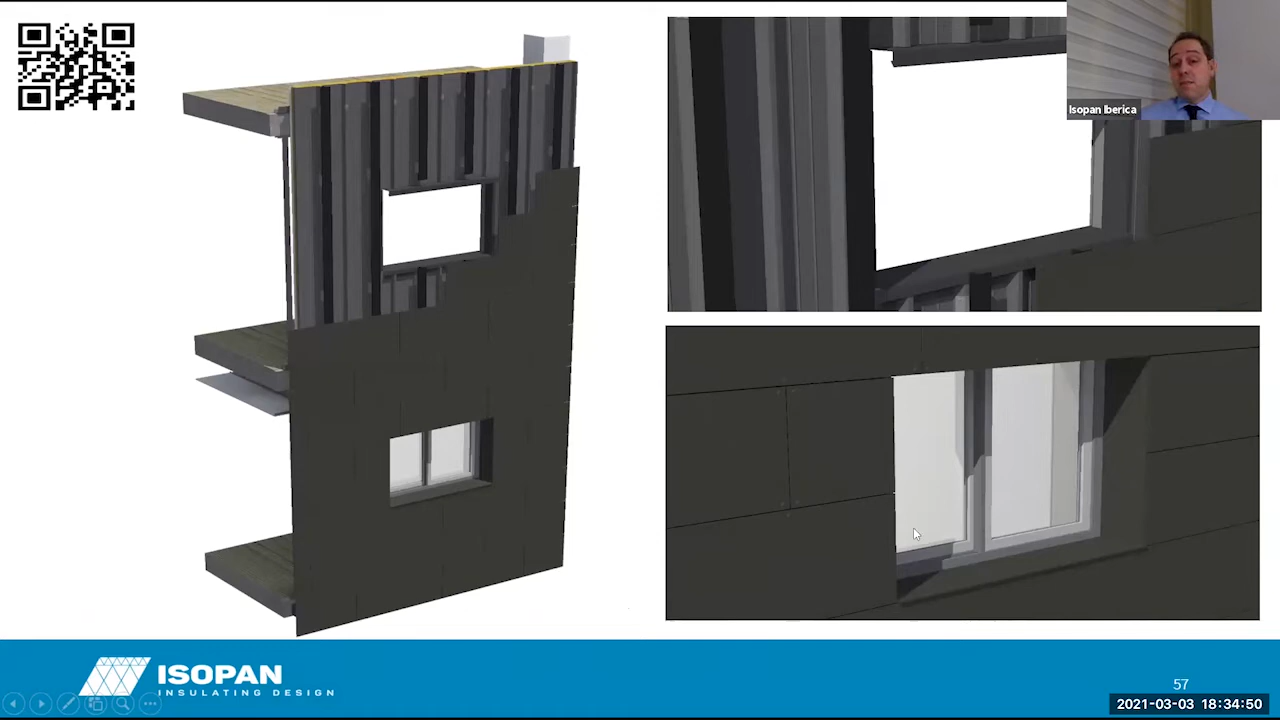 Isopan Iberica
ISOPAN
INSULATING DESIGN
57
2021-03-03 18:34:50